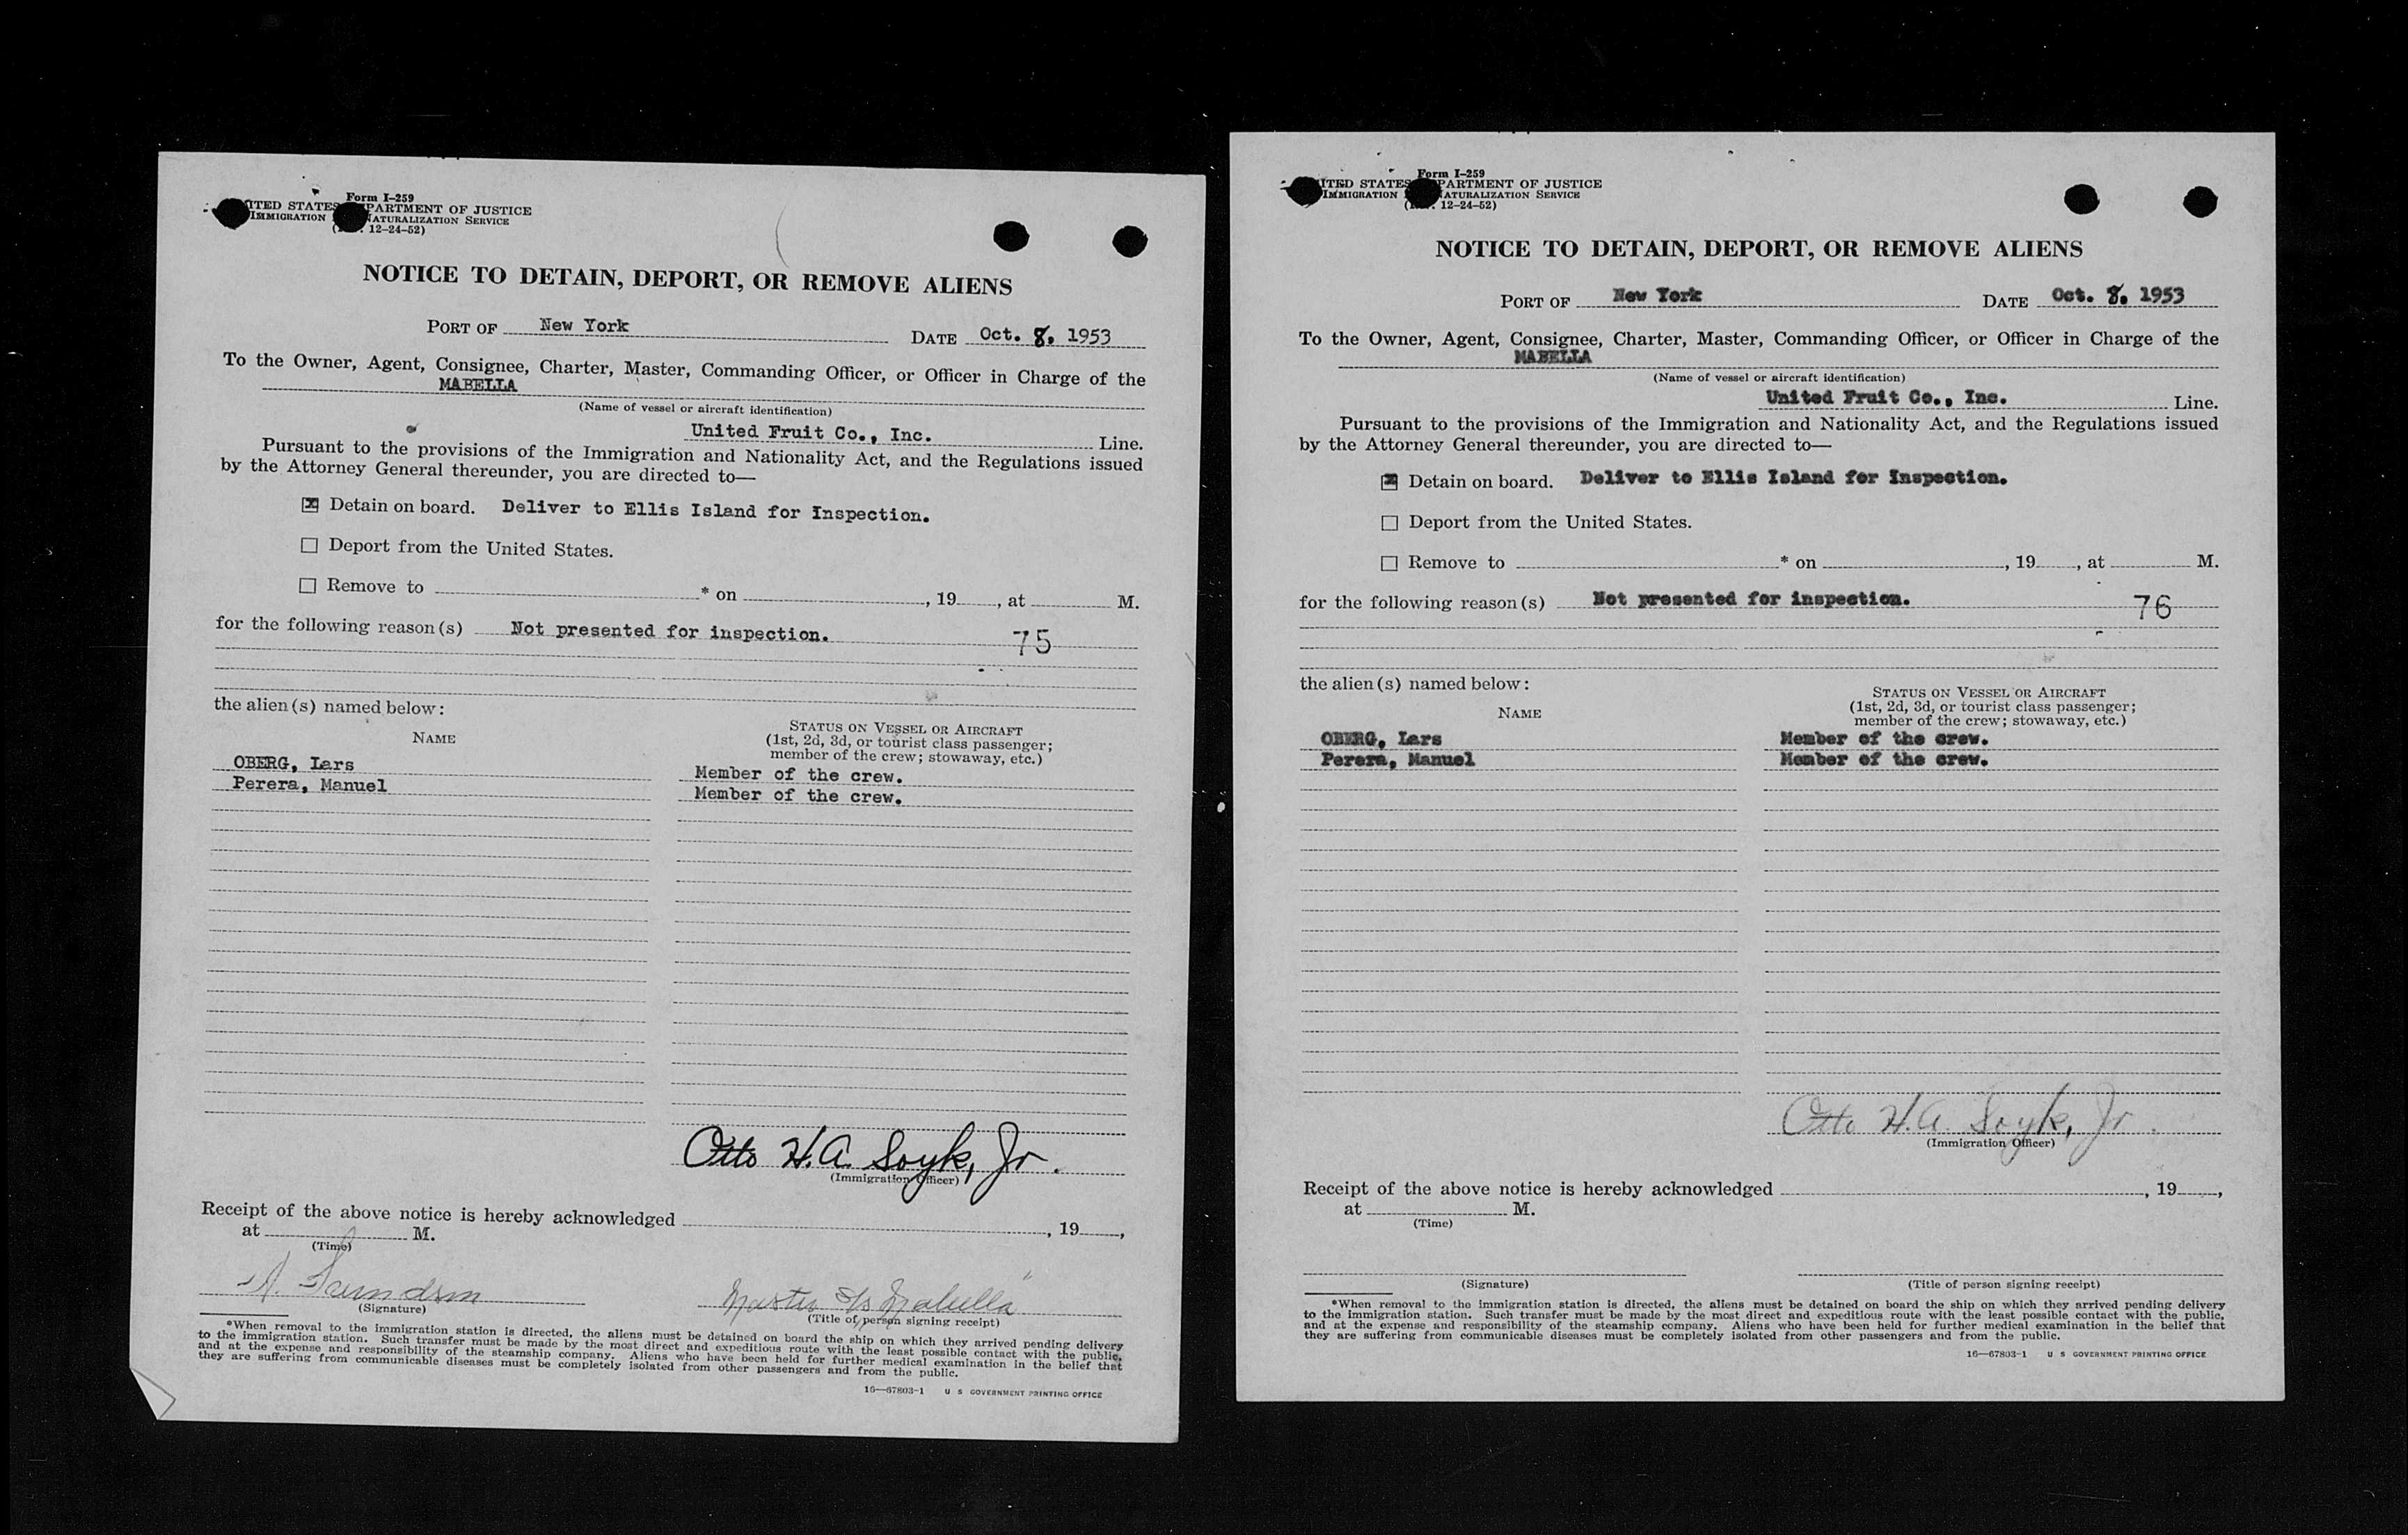 Form I-259
ITED STATES PARTMENT OF JUSTICE
IMMIGRATION NATURALIZATION SERVICE
( . 12-24-52)
NOTICE TO DETAIN, DEPORT, OR REMOVE ALIENS
PORT OF New York DATE Oct. 8, 1953
To the Owner, Agent, Consignee, Charter, Master, Commanding Officer, or Officer in Charge of the
MABELLA
(Name of vessel or aircraft identification)
United Fruit Co., Inc. Line.
Pursuant to the provisions of the Immigration and Nationality Act, and the Regulations issued
by the Attorney General thereunder, you are directed to—
☒ Detain on board. Deliver to Ellis Island for Inspection.
☐ Deport from the United States.
☐ Remove to * on , 19 , at M.
for the following reason(s) Not presented for inspection. 75
the alien(s) named below:
NAME
STATUS ON VESSEL OR AIRCRAFT
(1st, 2d, 3d, or tourist class passenger;
member of the crew; stowaway, etc.)
OBERG, Lars Member of the crew.
Perera, Manuel Member of the crew.
Otto H.A. Soyk, Jr.
(Immigration Officer)
Receipt of the above notice is hereby acknowledged , 19 ,
at M.
(Time)
Master S/S Mabella
(Signature) (Title of person signing receipt)
*When removal to the immigration station is directed, the aliens must be detained on board the ship on which they arrived pending delivery
to the immigration station. Such transfer must be made by the most direct and expeditious route with the least possible contact with the public,
and at the expense and responsibility of the steamship company. Aliens who have been held for further medical examination in the belief that
they are suffering from communicable diseases must be completely isolated from other passengers and from the public.
16—67803-1 U S GOVERNMENT PRINTING OFFICE
Form I-259
ITED STATES PARTMENT OF JUSTICE
IMMIGRATION NATURALIZATION SERVICE
( . 12-24-52)
NOTICE TO DETAIN, DEPORT, OR REMOVE ALIENS
PORT OF New York DATE Oct. 8, 1953
To the Owner, Agent, Consignee, Charter, Master, Commanding Officer, or Officer in Charge of the
MABELLA
(Name of vessel or aircraft identification)
United Fruit Co., Inc. Line.
Pursuant to the provisions of the Immigration and Nationality Act, and the Regulations issued
by the Attorney General thereunder, you are directed to—
☒ Detain on board. Deliver to Ellis Island for Inspection.
☐ Deport from the United States.
☐ Remove to * on , 19 , at M.
for the following reason(s) Not presented for inspection. 76
the alien(s) named below:
NAME
STATUS ON VESSEL OR AIRCRAFT
(1st, 2d, 3d, or tourist class passenger;
member of the crew; stowaway, etc.)
OBERG, Lars Member of the crew.
Perera, Manuel Member of the crew.
Otto H.A. Soyk, Jr.
(Immigration Officer)
Receipt of the above notice is hereby acknowledged , 19 ,
at M.
(Time)
(Signature) (Title of person signing receipt)
*When removal to the immigration station is directed, the aliens must be detained on board the ship on which they arrived pending delivery
to the immigration station. Such transfer must be made by the most direct and expeditious route with the least possible contact with the public,
and at the expense and responsibility of the steamship company. Aliens who have been held for further medical examination in the belief that
they are suffering from communicable diseases must be completely isolated from other passengers and from the public.
16—67803-1 U S GOVERNMENT PRINTING OFFICE